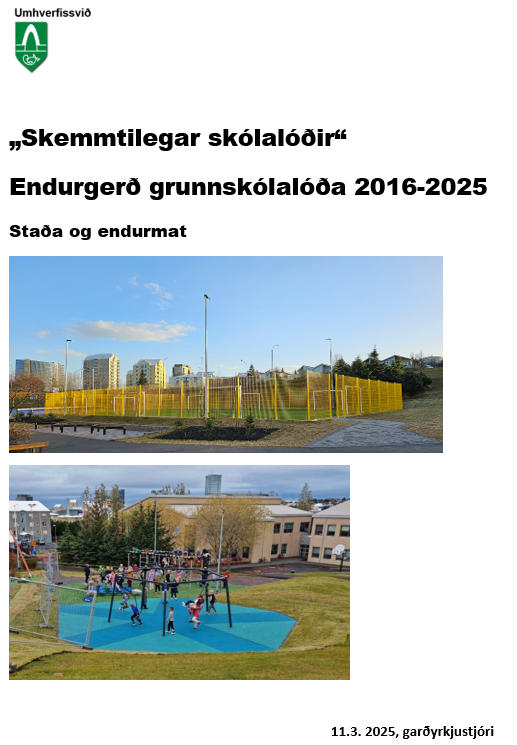 Umhverfissvið
„Skemmtilegar skólalóðir“
Endurgerð grunnskólalóða 2016-2025
Staða og endurmat
11.3. 2025, garðyrkjustjóri